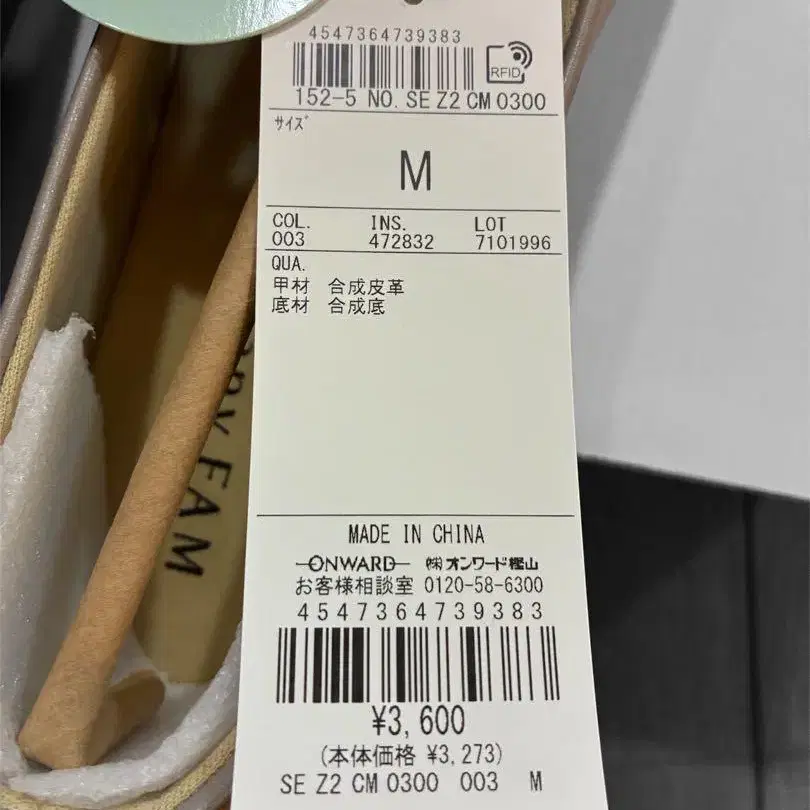 4547364739383
RFID
152-5 NO. SE Z2 CM 0300
サイズ
M
COL. INS. LOT
003 472832 7101996
QUA.
甲材 合成皮革
底材 合成底
MADE IN CHINA
ONWARD ㈱オンワード樫山
お客様相談室 0120-58-6300
4547364739383
¥3,600
(本体価格 ¥3,273)
SE Z2 CM 0300 003 M
FAM